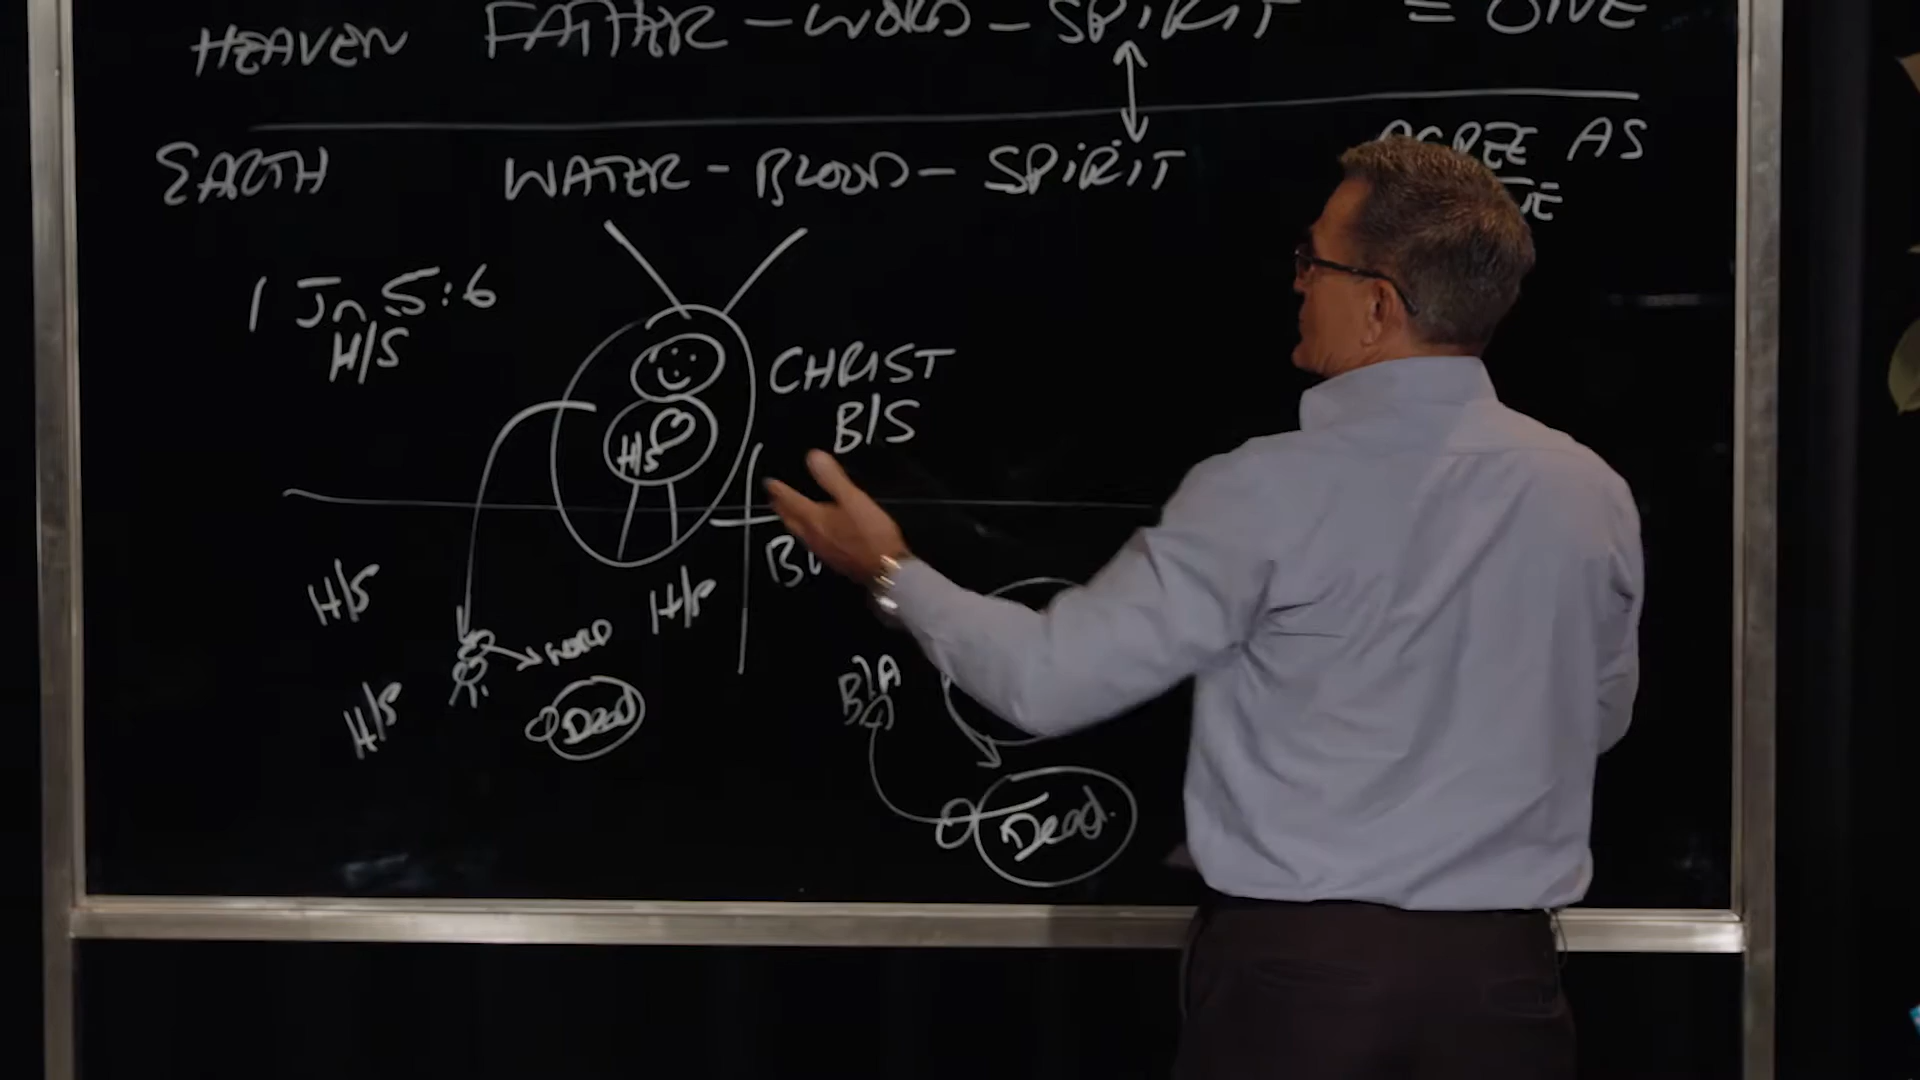 HEAVEN FATHER - WORD - SPIRIT = ONE
EARTH WATER - BLOOD - SPIRIT AGREE AS
1 Jn 5:6
H/S
CHRIST
B/S
H/S
H/S
H/S
WORD
H/S
Dead
B/A
Dead